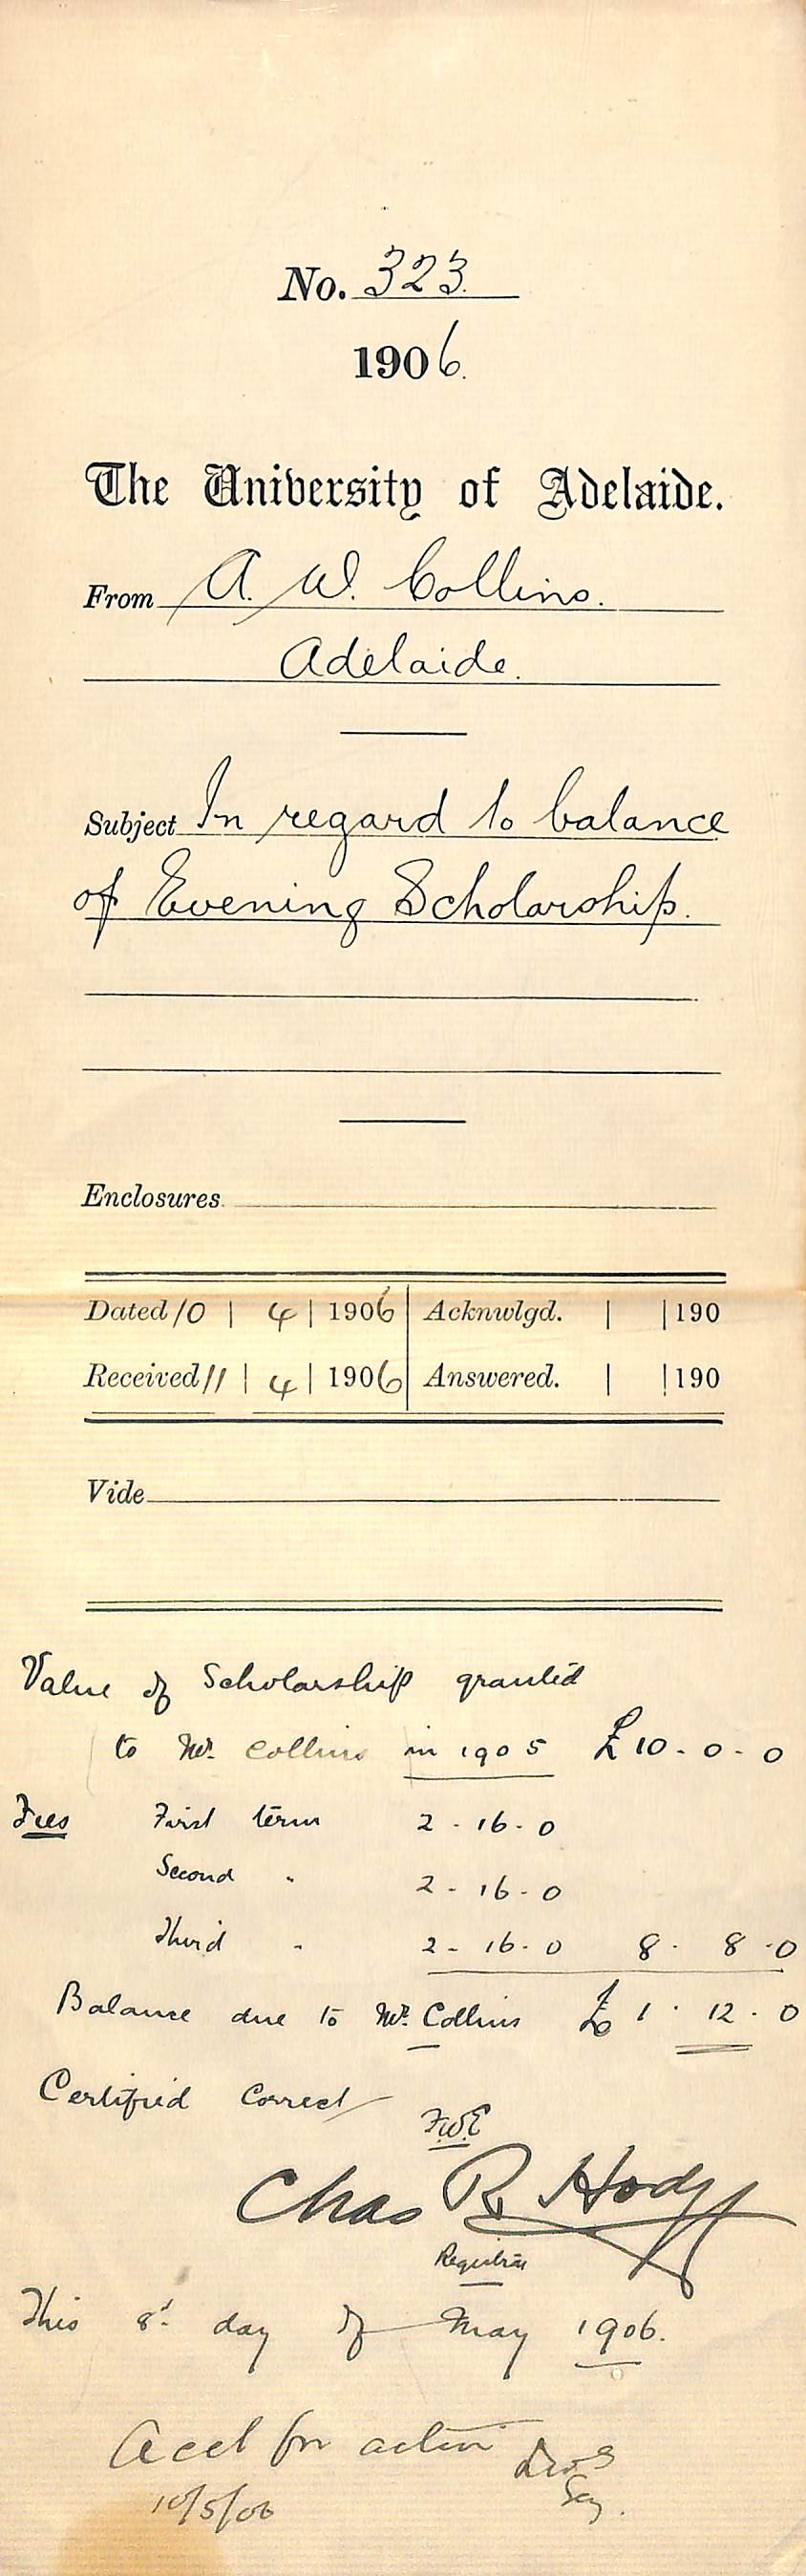 No. 323.
1906.
The University of Adelaide.
From A. W. Collins.
Adelaide.
Subject In regard to balance
of Evening Scholarship.
Enclosures
Dated 10 | 4 | 1906 Acknwlgd. | |190
Received 11 | 4 | 1906 Answered. | |190
Vide
Value of Scholarship granted
to Mr. Collins in 1905 £10-0-0
Fees First term 2-16-0
Second " 2-16-0
Third " 2-16-0 8. 8.0
Balance due to Mr. Collins £1.12.0
Certified Correct
F.W.E
Chas R Hodge
Registrar
This 8th day of May 1906.
Acct for action
10/5/06